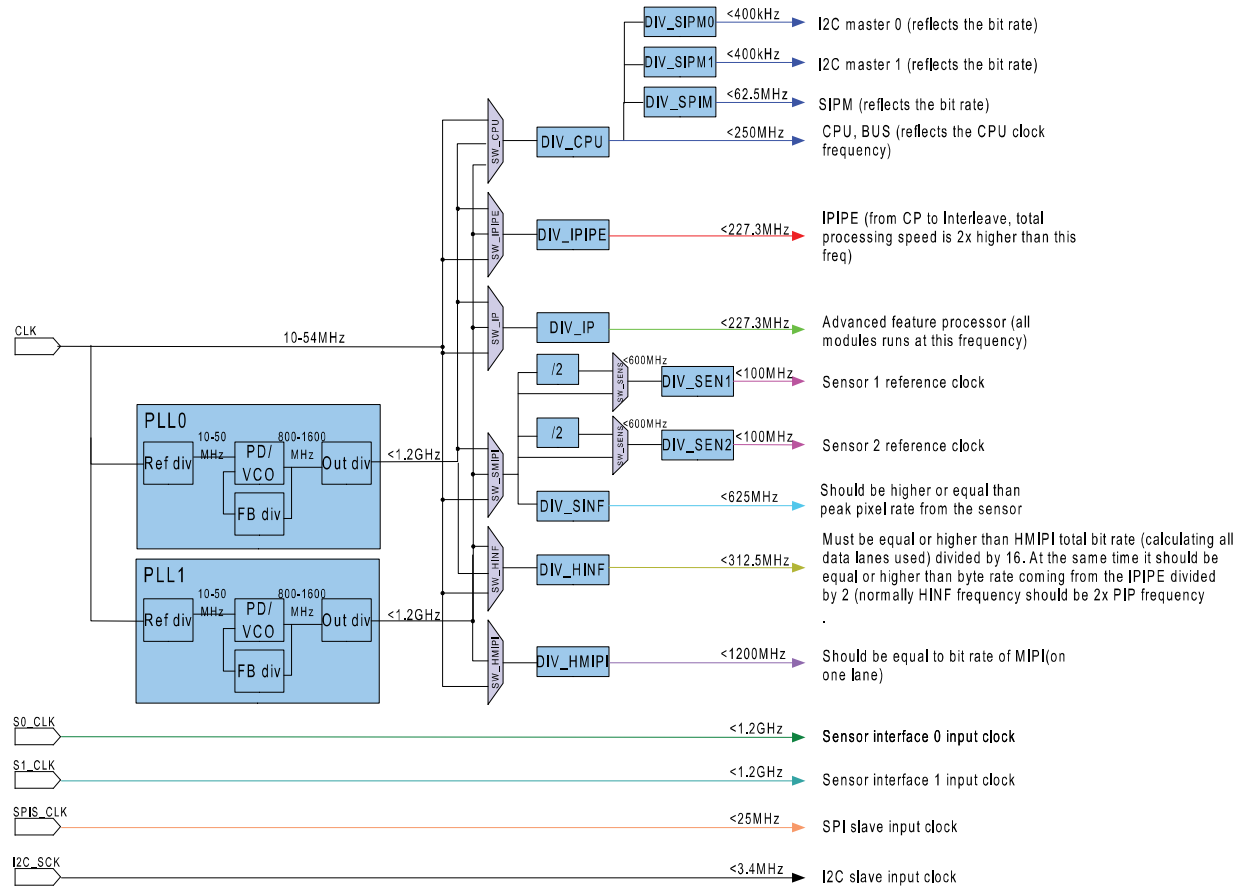 DIV_SIPM0
<400kHz
I2C master 0 (reflects the bit rate)
DIV_SIPM1
<400kHz
I2C master 1 (reflects the bit rate)
DIV_SPIM
<62.5MHz
SIPM (reflects the bit rate)
SW_CPU
DIV_CPU
<250MHz
CPU, BUS (reflects the CPU clock
frequency)
SW_IPIPE
DIV_IPIPE
<227.3MHz
IPIPE (from CP to Interleave, total
processing speed is 2x higher than this
freq)
CLK
10-54MHz
SW_IP
DIV_IP
<227.3MHz
Advanced feature processor (all
modules runs at this frequency)
/2
SW_SENS
<600MHz
DIV_SEN1
<100MHz
Sensor 1 reference clock
/2
SW_SENS
<600MHz
DIV_SEN2
<100MHz
Sensor 2 reference clock
PLL0
Ref div
10-50
MHz
PD/
VCO
800-1600
MHz
Out div
FB div
<1.2GHz
SW_SMIPI
DIV_SINF
<625MHz
Should be higher or equal than
peak pixel rate from the sensor
SW_HINF
DIV_HINF
<312.5MHz
Must be equal or higher than HMIPI total bit rate (calculating all
data lanes used) divided by 16. At the same time it should be
equal or higher than byte rate coming from the IPIPE divided
by 2 (normally HINF frequency should be 2x PIP frequency
.
PLL1
Ref div
10-50
MHz
PD/
VCO
800-1600
MHz
Out div
FB div
<1.2GHz
SW_HMIPI
DIV_HMIPI
<1200MHz
Should be equal to bit rate of MIPI(on
one lane)
S0_CLK
<1.2GHz
Sensor interface 0 input clock
S1_CLK
<1.2GHz
Sensor interface 1 input clock
SPIS_CLK
<25MHz
SPI slave input clock
I2C_SCK
<3.4MHz
I2C slave input clock